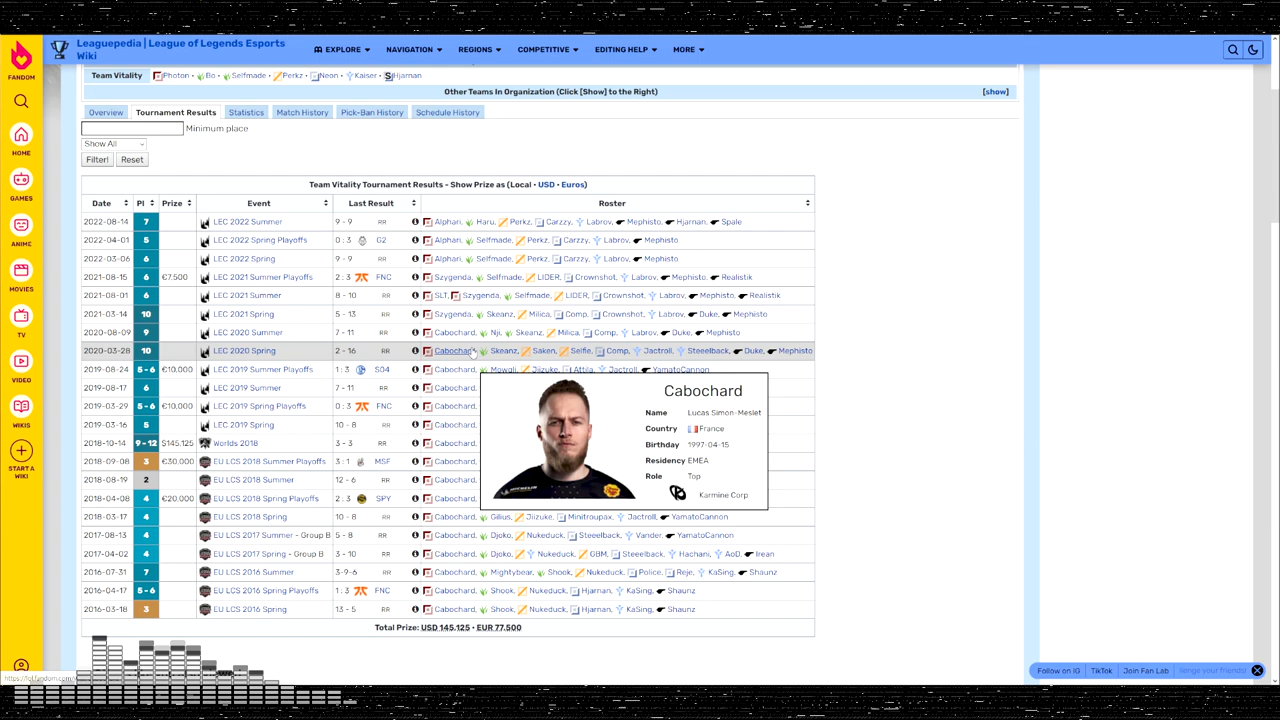 Leaguepedia | League of Legends Esports Wiki
EXPLORE NAVIGATION REGIONS COMPETITIVE EDITING HELP MORE
FANDOM
HOME
GAMES
ANIME
MOVIES
TV
VIDEO
WIKIS
START A WIKI
Team Vitality Photon • Bo • Selfmade • Perkz • Neon • Kaiser • Hjarnan
Other Teams In Organization (Click [Show] to the Right) [show]
Overview Tournament Results Statistics Match History Pick-Ban History Schedule History
Minimum place
Show All
Filter! Reset
Team Vitality Tournament Results - Show Prize as (Local • USD • Euros)
Date Pl Prize Event Last Result Roster
2022-08-14 7 LEC 2022 Summer 9 - 9 RR Alphari, Haru, Perkz, Carzzy, Labrov, Mephisto, Hjarnan, Spale
2022-04-01 5 LEC 2022 Spring Playoffs 0 : 3 G2 Alphari, Selfmade, Perkz, Carzzy, Labrov, Mephisto
2022-03-06 6 LEC 2022 Spring 9 - 9 RR Alphari, Selfmade, Perkz, Carzzy, Labrov, Mephisto
2021-08-15 6 €7,500 LEC 2021 Summer Playoffs 2 : 3 FNC Szygenda, Selfmade, LIDER, Crownshot, Labrov, Mephisto, Realistik
2021-08-01 6 LEC 2021 Summer 8 - 10 RR SLT, Szygenda, Selfmade, LIDER, Crownshot, Labrov, Mephisto, Realistik
2021-03-14 10 LEC 2021 Spring 5 - 13 RR Szygenda, Skeanz, Milica, Comp, Crownshot, Labrov, Duke, Mephisto
2020-08-09 9 LEC 2020 Summer 7 - 11 RR Cabochard, Nji, Skeanz, Milica, Comp, Labrov, Duke, Mephisto
2020-03-28 10 LEC 2020 Spring 2 - 16 RR Cabochard, Skeanz, Saken, Selfie, Comp, Jactroll, Steeelback, Duke, Mephisto
2019-08-24 5 - 6 €10,000 LEC 2019 Summer Playoffs 1 : 3 S04 Cabochard, Mowgli, Jiizuke, Attila, Jactroll, YamatoCannon
2019-08-17 6 LEC 2019 Summer 7 - 11 RR Cabochard,
2019-03-29 5 - 6 €10,000 LEC 2019 Spring Playoffs 0 : 3 FNC Cabochard,
2019-03-16 5 LEC 2019 Spring 10 - 8 RR Cabochard,
2018-10-14 9 - 12 $145,125 Worlds 2018 3 - 3 RR Cabochard,
2018-09-08 3 €30,000 EU LCS 2018 Summer Playoffs 3 : 1 MSF Cabochard,
2018-08-19 2 EU LCS 2018 Summer 12 - 6 RR Cabochard,
2018-04-08 4 €20,000 EU LCS 2018 Spring Playoffs 2 : 3 SPY Cabochard,
2018-03-17 4 EU LCS 2018 Spring 10 - 8 RR Cabochard, Gilius, Jiizuke, Minitroupax, Jactroll, YamatoCannon
2017-08-13 4 EU LCS 2017 Summer - Group B 5 - 8 RR Cabochard, Djoko, Nukeduck, Steeelback, Vander, YamatoCannon
2017-04-02 4 EU LCS 2017 Spring - Group B 3 - 10 RR Cabochard, Djoko, Nukeduck, GBM, Steeelback, Hachani, AoD, Irean
2016-07-31 7 EU LCS 2016 Summer 3-9-6 RR Cabochard, Mightybear, Shook, Nukeduck, Police, Reje, KaSing, Shaunz
2016-04-17 5 - 6 EU LCS 2016 Spring Playoffs 1 : 3 FNC Cabochard, Shook, Nukeduck, Hjarnan, KaSing, Shaunz
2016-03-18 3 EU LCS 2016 Spring 13 - 5 RR Cabochard, Shook, Nukeduck, Hjarnan, KaSing, Shaunz
Total Prize: USD 145,125 • EUR 77,500
Cabochard
Name Lucas Simon-Meslet
Country France
Birthday 1997-04-15
Residency EMEA
Role Top
Karmine Corp
Follow on IG TikTok Join Fan Lab